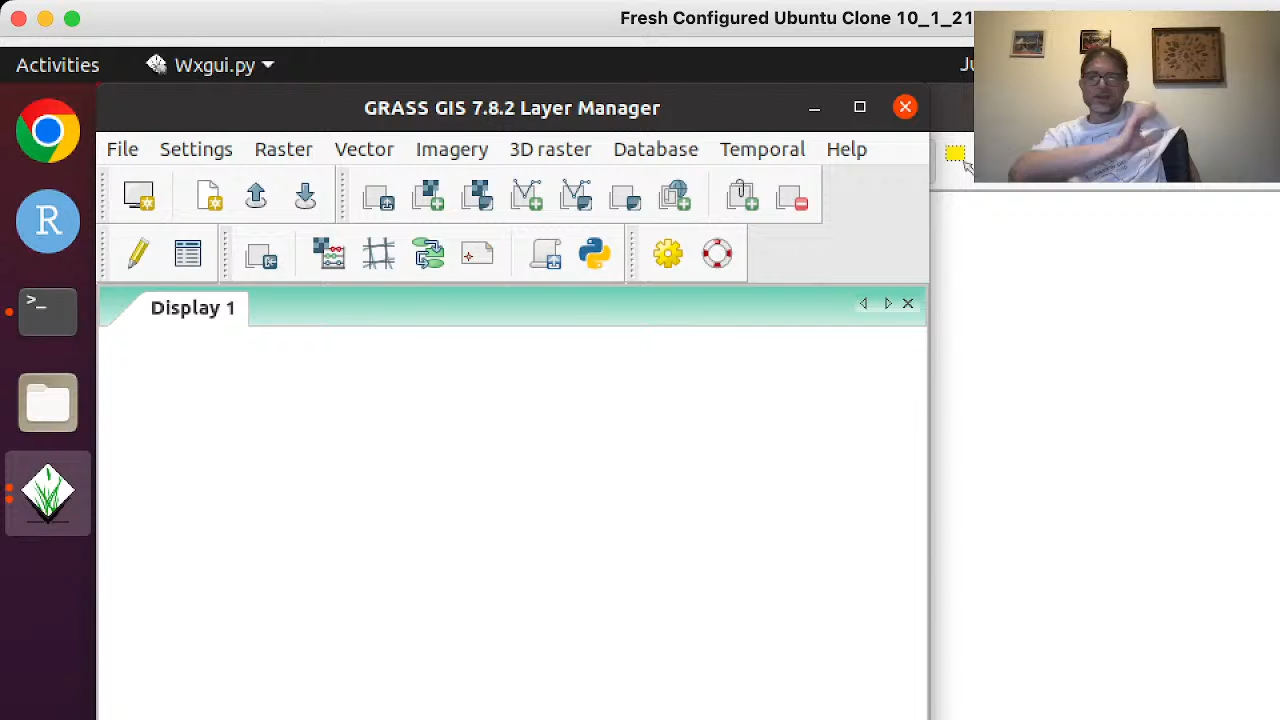 Fresh Configured Ubuntu Clone 10_1_21
Activities
Wxgui.py
GRASS GIS 7.8.2 Layer Manager
File Settings Raster Vector Imagery 3D raster Database Temporal Help
R
>_
Display 1